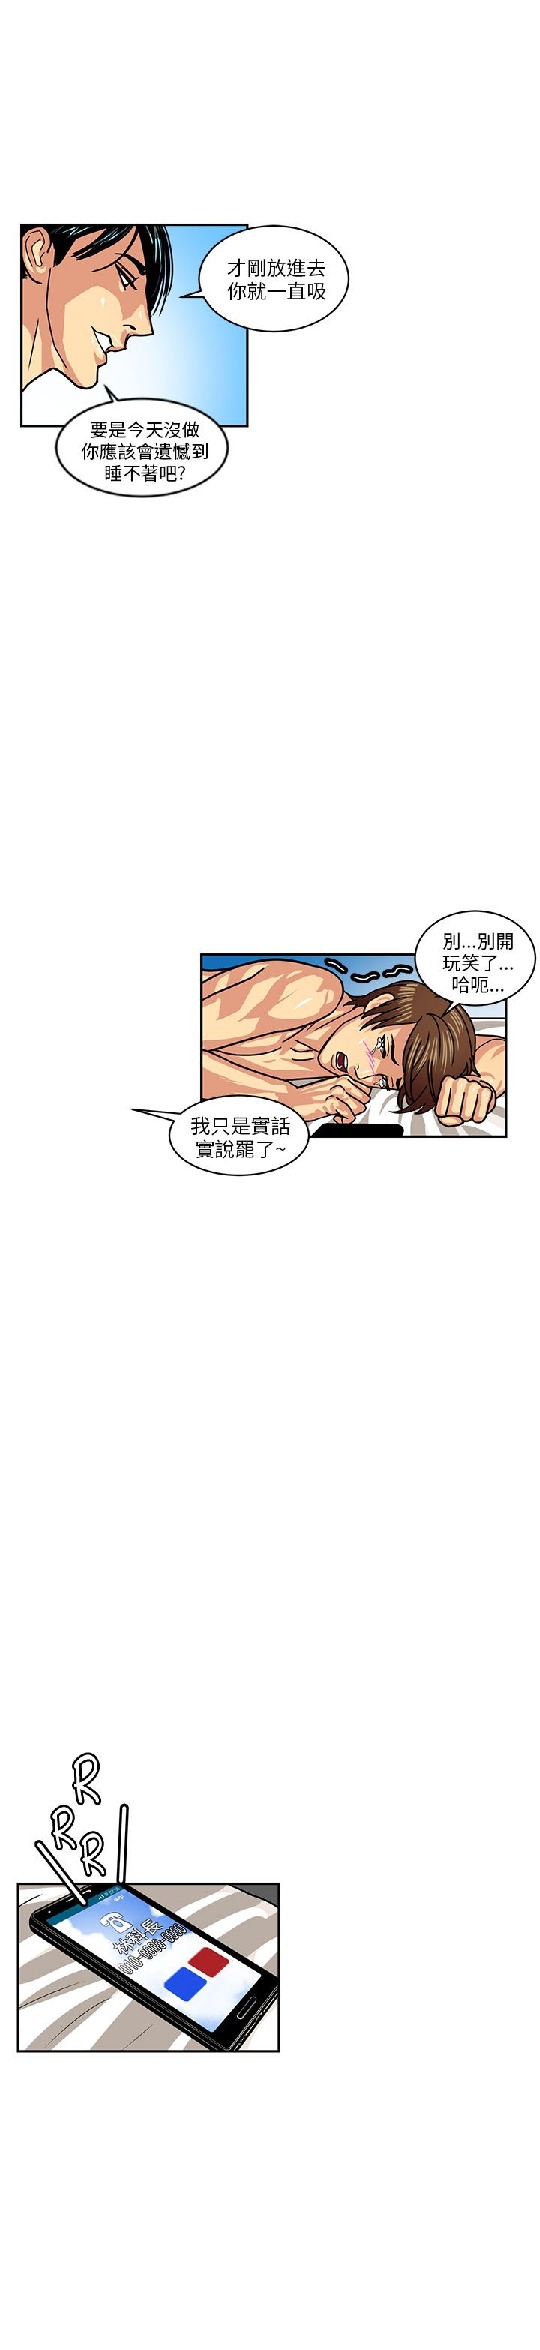 才剛放進去
你就一直吸
要是今天沒做
你應該會遺憾到
睡不著吧?
別…別開
玩笑了…
哈呃…
我只是實話
實說罷了~
R
R
R